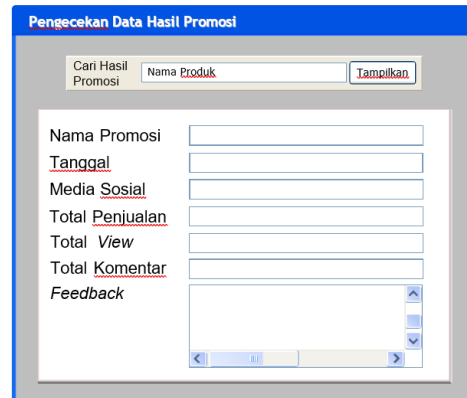 Pengecekan Data Hasil Promosi
Cari Hasil
Promosi
Nama Produk
Tampilkan
Nama Promosi
Tanggal
Media Sosial
Total Penjualan
Total View
Total Komentar
Feedback